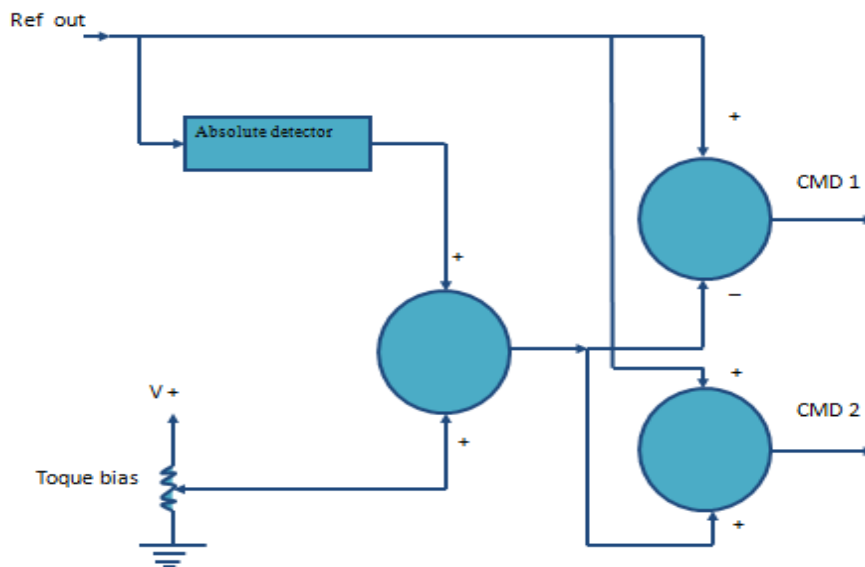 Ref out
Absolute detector
+
CMD 1
+
–
V +
+
+
CMD 2
Toque bias
+